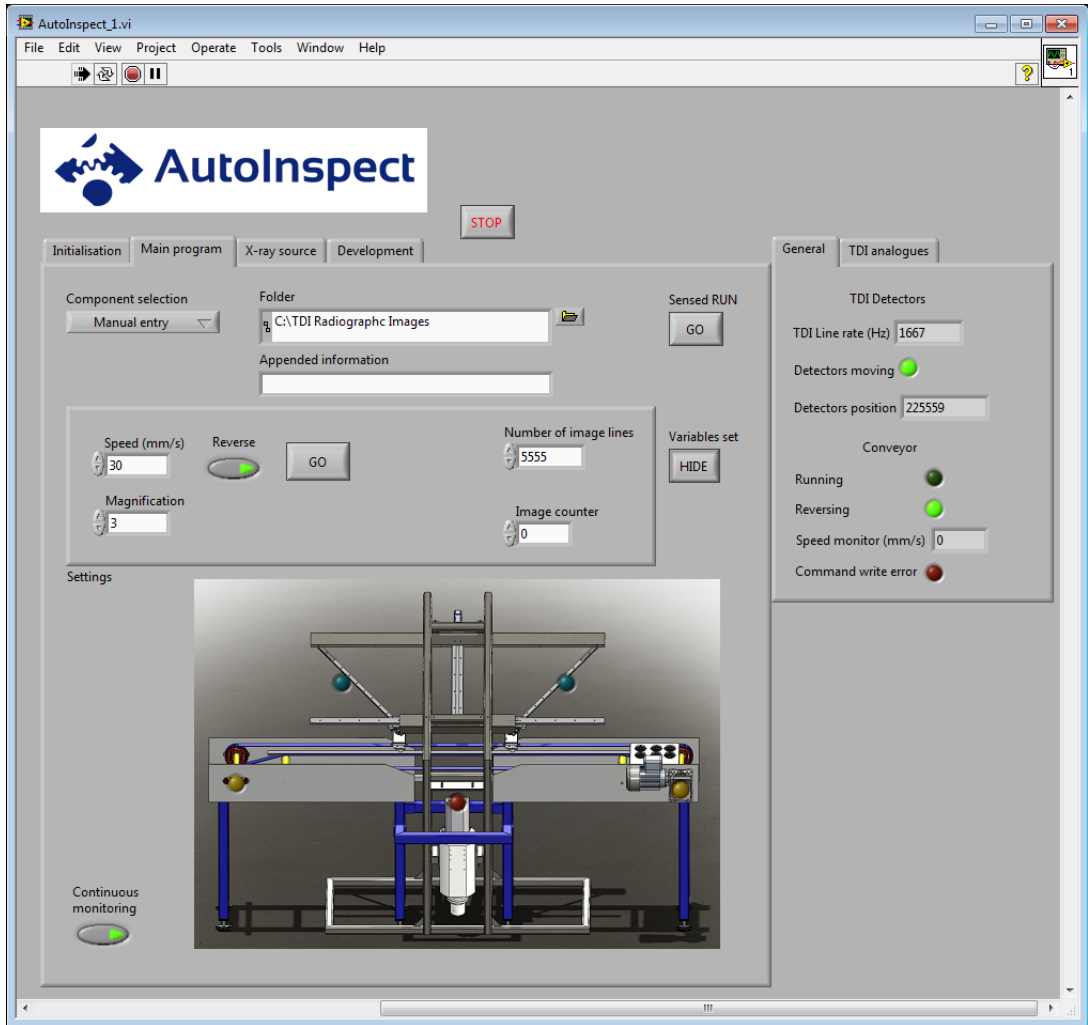 AutoInspect_1.vi
File Edit View Project Operate Tools Window Help
1
AutoInspect
STOP
Initialisation Main program X-ray source Development
General TDI analogues
Component selection
Manual entry
Folder
C:\TDI Radiographc Images
Appended information
Sensed RUN
GO
Speed (mm/s)
30
Reverse
GO
Magnification
3
Number of image lines
5555
Image counter
0
Variables set
HIDE
Settings
Continuous
monitoring
TDI Detectors
TDI Line rate (Hz) 1667
Detectors moving
Detectors position 225559
Conveyor
Running
Reversing
Speed monitor (mm/s) 0
Command write error